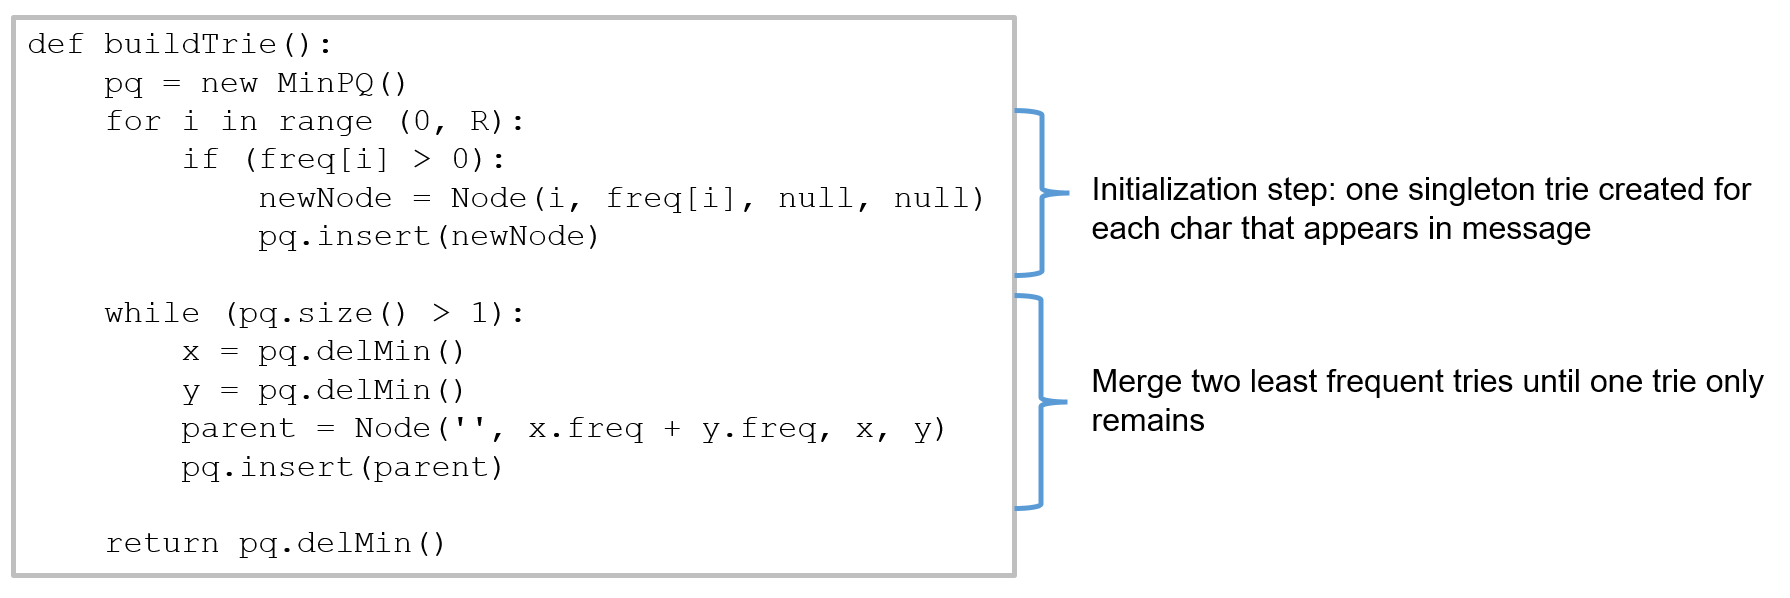 def buildTrie():
pq = new MinPQ()
for i in range (0, R):
if (freq[i] > 0):
newNode = Node(i, freq[i], null, null)
pq.insert(newNode)
while (pq.size() > 1):
x = pq.delMin()
y = pq.delMin()
parent = Node('', x.freq + y.freq, x, y)
pq.insert(parent)
return pq.delMin()
Initialization step: one singleton trie created for
each char that appears in message
Merge two least frequent tries until one trie only
remains